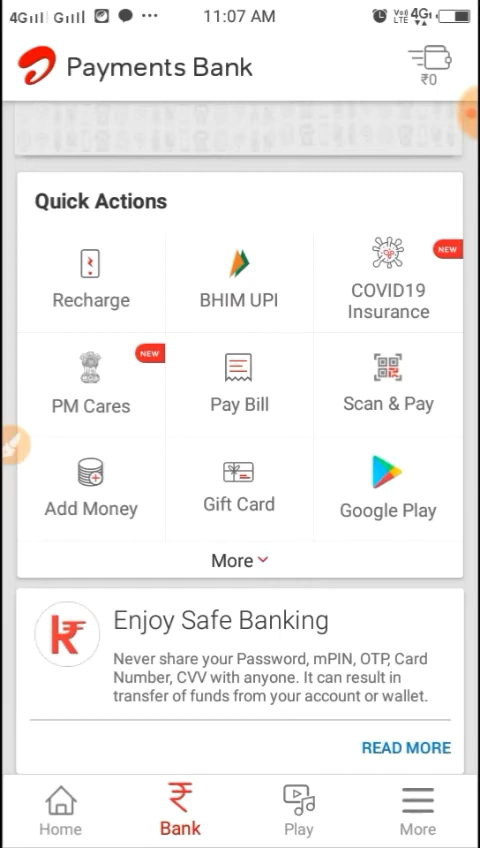 4G G 11:07 AM VoLTE 4G
Payments Bank
₹0
Quick Actions
NEW
Recharge
BHIM UPI
COVID19
Insurance
NEW
PM Cares
Pay Bill
Scan & Pay
Add Money
Gift Card
Google Play
More
Enjoy Safe Banking
Never share your Password, mPIN, OTP, Card
Number, CVV with anyone. It can result in
transfer of funds from your account or wallet.
READ MORE
Home
Bank
Play
More